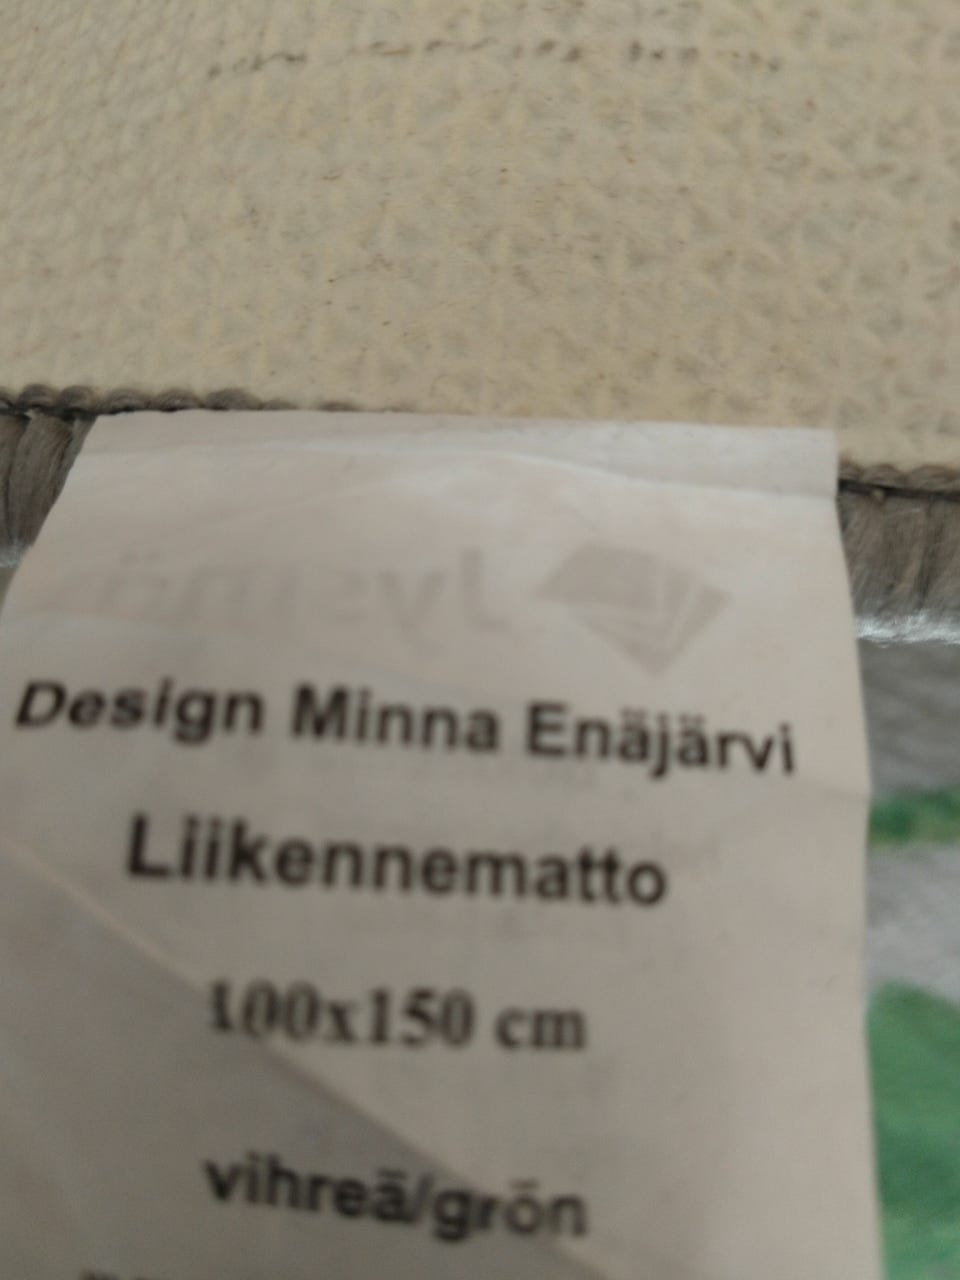 Design Minna Enäjärvi
Liikennematto
100x150 cm
vihreä/grön